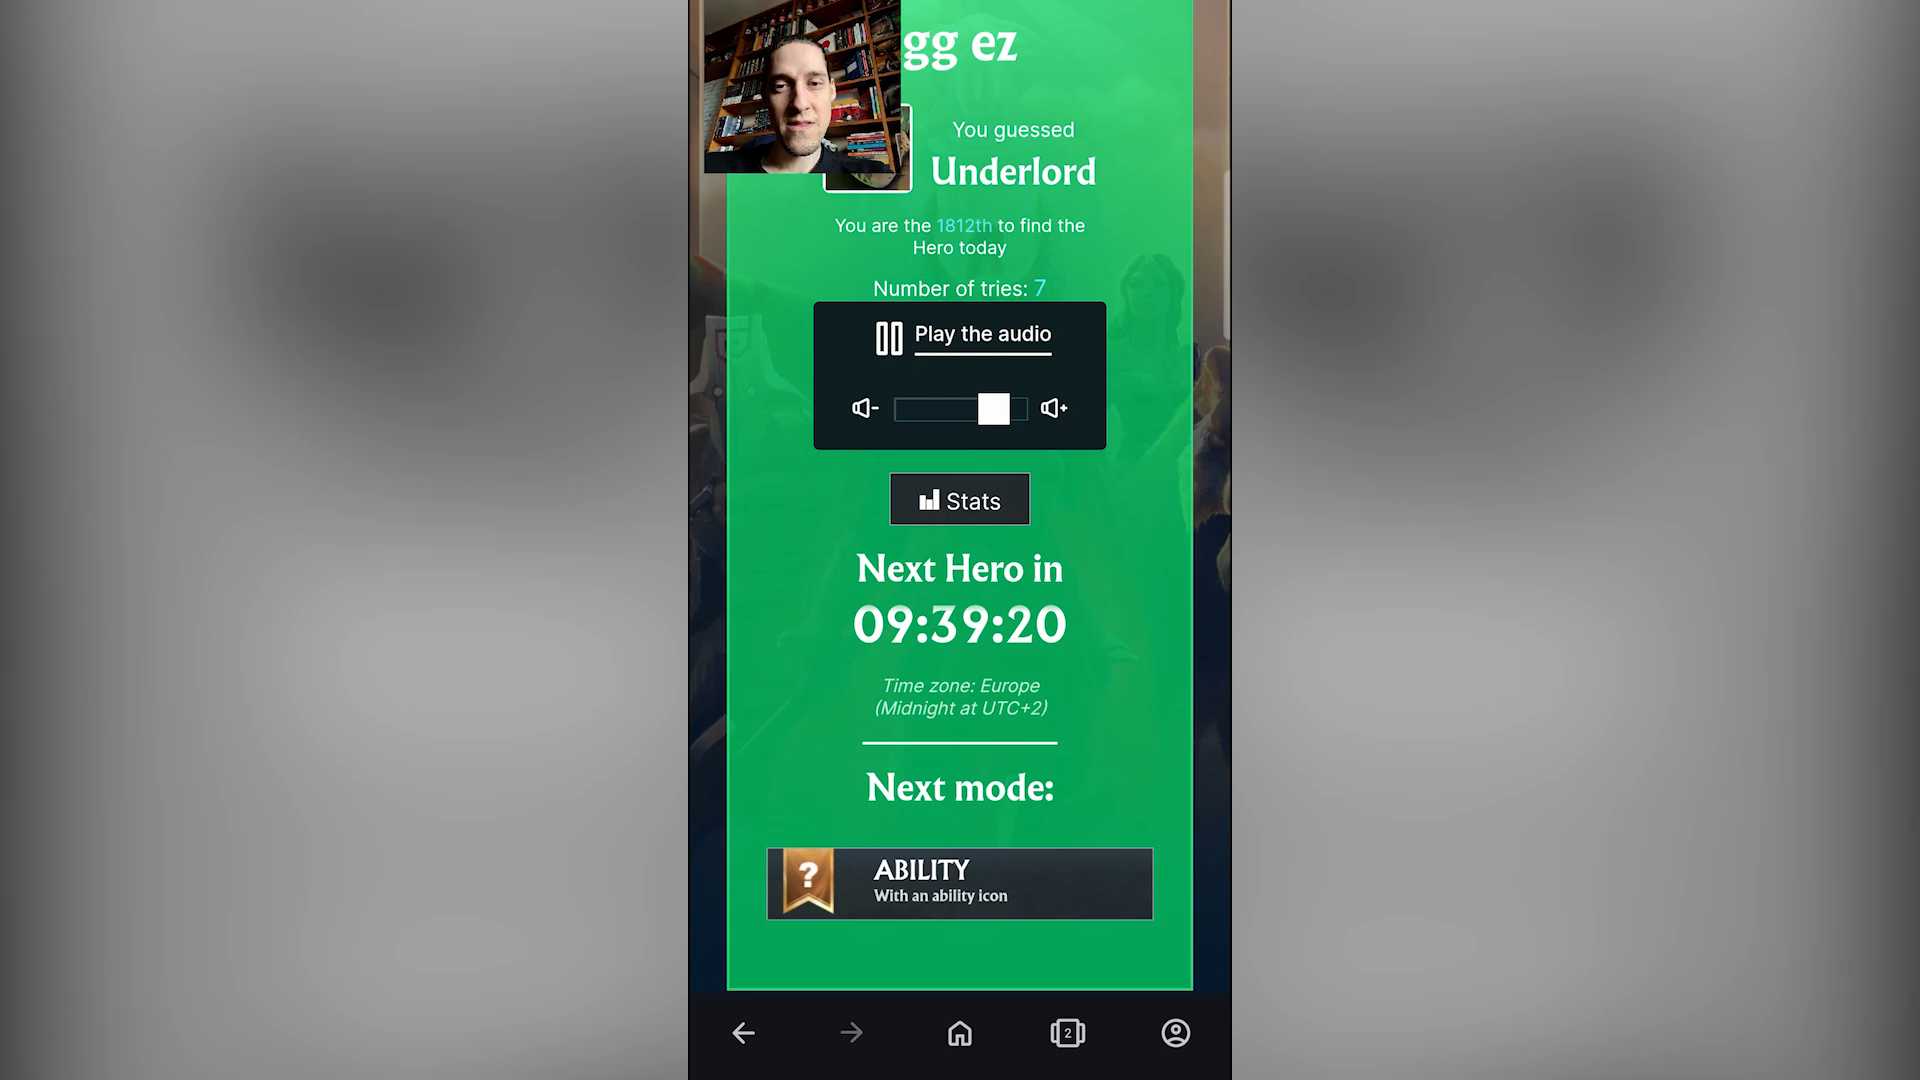 gg ez
You guessed
Underlord
You are the 1812th to find the
Hero today
Number of tries: 7
Play the audio
Stats
Next Hero in
09:39:20
Time zone: Europe
(Midnight at UTC+2)
Next mode:
?
ABILITY
With an ability icon
2